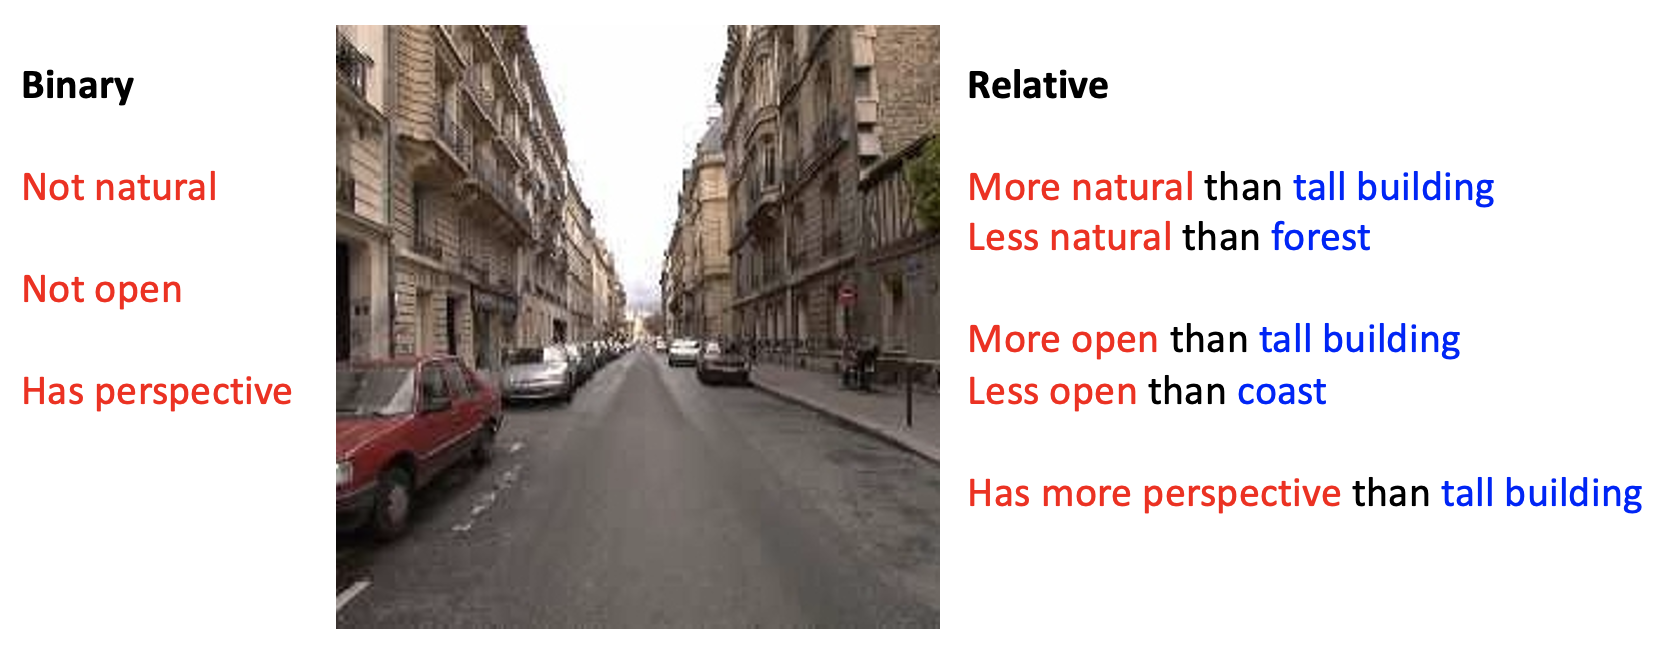 Binary
Not natural
Not open
Has perspective
Relative
More natural than tall building
Less natural than forest
More open than tall building
Less open than coast
Has more perspective than tall building